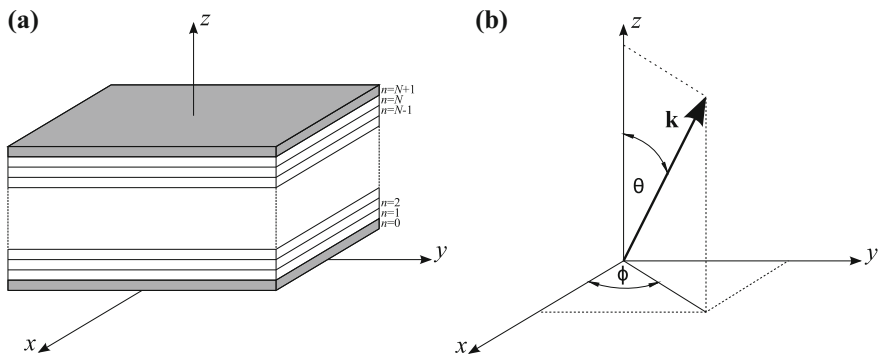 (a)
z
n=N+1
n=N
n=N-1
n=2
n=1
n=0
y
x
(b)
z
k
θ
y
ϕ
x